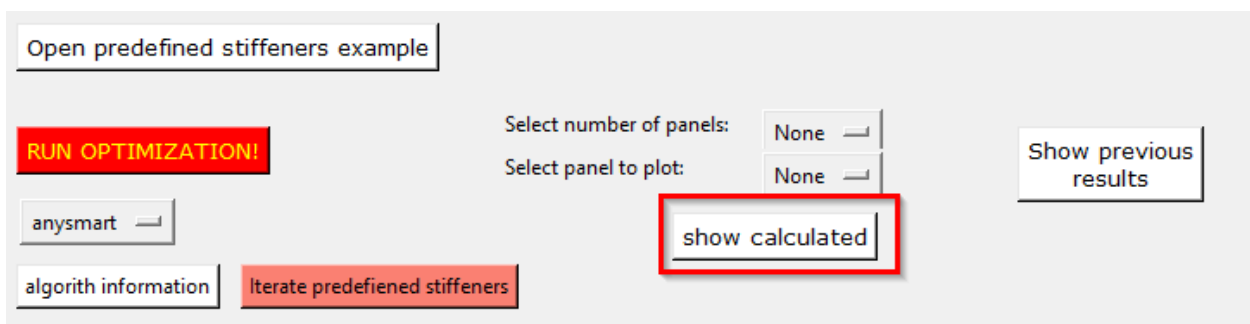 Open predefined stiffeners example
RUN OPTIMIZATION!
Select number of panels:
None
Select panel to plot:
None
Show previous
results
anysmart
show calculated
algorith information
Iterate predefiened stiffeners